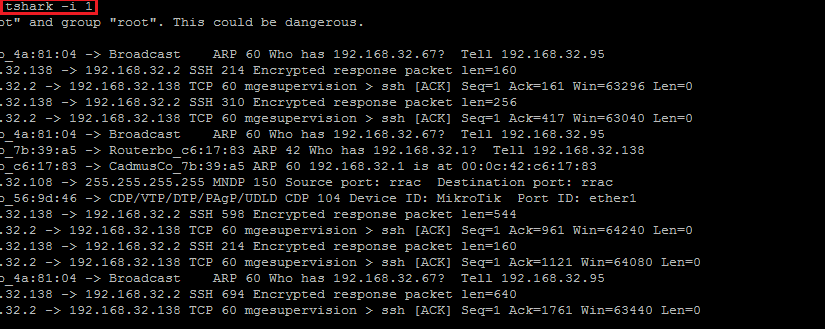 tshark -i 1
ot" and group "root". This could be dangerous.
o_4a:81:04 -> Broadcast    ARP 60 Who has 192.168.32.67?  Tell 192.168.32.95
.32.138 -> 192.168.32.2 SSH 214 Encrypted response packet len=160
.32.2 -> 192.168.32.138 TCP 60 mgesupervision > ssh [ACK] Seq=1 Ack=161 Win=63296 Len=0
.32.138 -> 192.168.32.2 SSH 310 Encrypted response packet len=256
.32.2 -> 192.168.32.138 TCP 60 mgesupervision > ssh [ACK] Seq=1 Ack=417 Win=63040 Len=0
o_4a:81:04 -> Broadcast    ARP 60 Who has 192.168.32.67?  Tell 192.168.32.95
o_7b:39:a5 -> Routerbo_c6:17:83 ARP 42 Who has 192.168.32.1?  Tell 192.168.32.138
o_c6:17:83 -> CadmusCo_7b:39:a5 ARP 60 192.168.32.1 is at 00:0c:42:c6:17:83
.32.108 -> 255.255.255.255 MNDP 150 Source port: rrac  Destination port: rrac
o_56:9d:46 -> CDP/VTP/DTP/PAgP/UDLD CDP 104 Device ID: MikroTik  Port ID: ether1
.32.138 -> 192.168.32.2 SSH 598 Encrypted response packet len=544
.32.2 -> 192.168.32.138 TCP 60 mgesupervision > ssh [ACK] Seq=1 Ack=961 Win=64240 Len=0
.32.138 -> 192.168.32.2 SSH 214 Encrypted response packet len=160
.32.2 -> 192.168.32.138 TCP 60 mgesupervision > ssh [ACK] Seq=1 Ack=1121 Win=64080 Len=0
o_4a:81:04 -> Broadcast    ARP 60 Who has 192.168.32.67?  Tell 192.168.32.95
.32.138 -> 192.168.32.2 SSH 694 Encrypted response packet len=640
.32.2 -> 192.168.32.138 TCP 60 mgesupervision > ssh [ACK] Seq=1 Ack=1761 Win=63440 Len=0